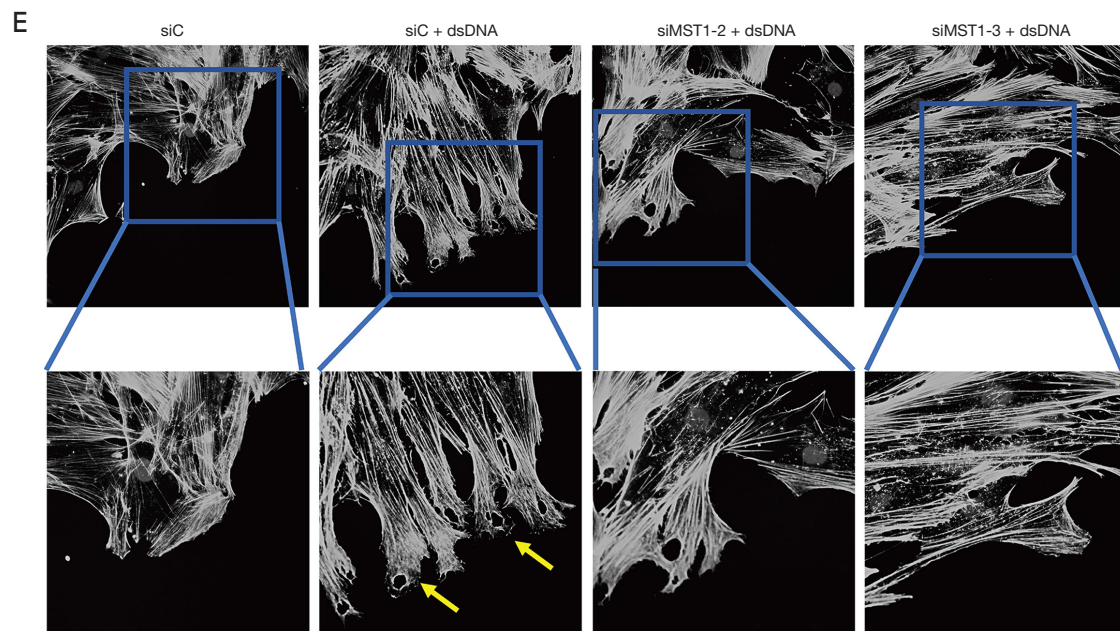 E
siC
siC + dsDNA
siMST1-2 + dsDNA
siMST1-3 + dsDNA